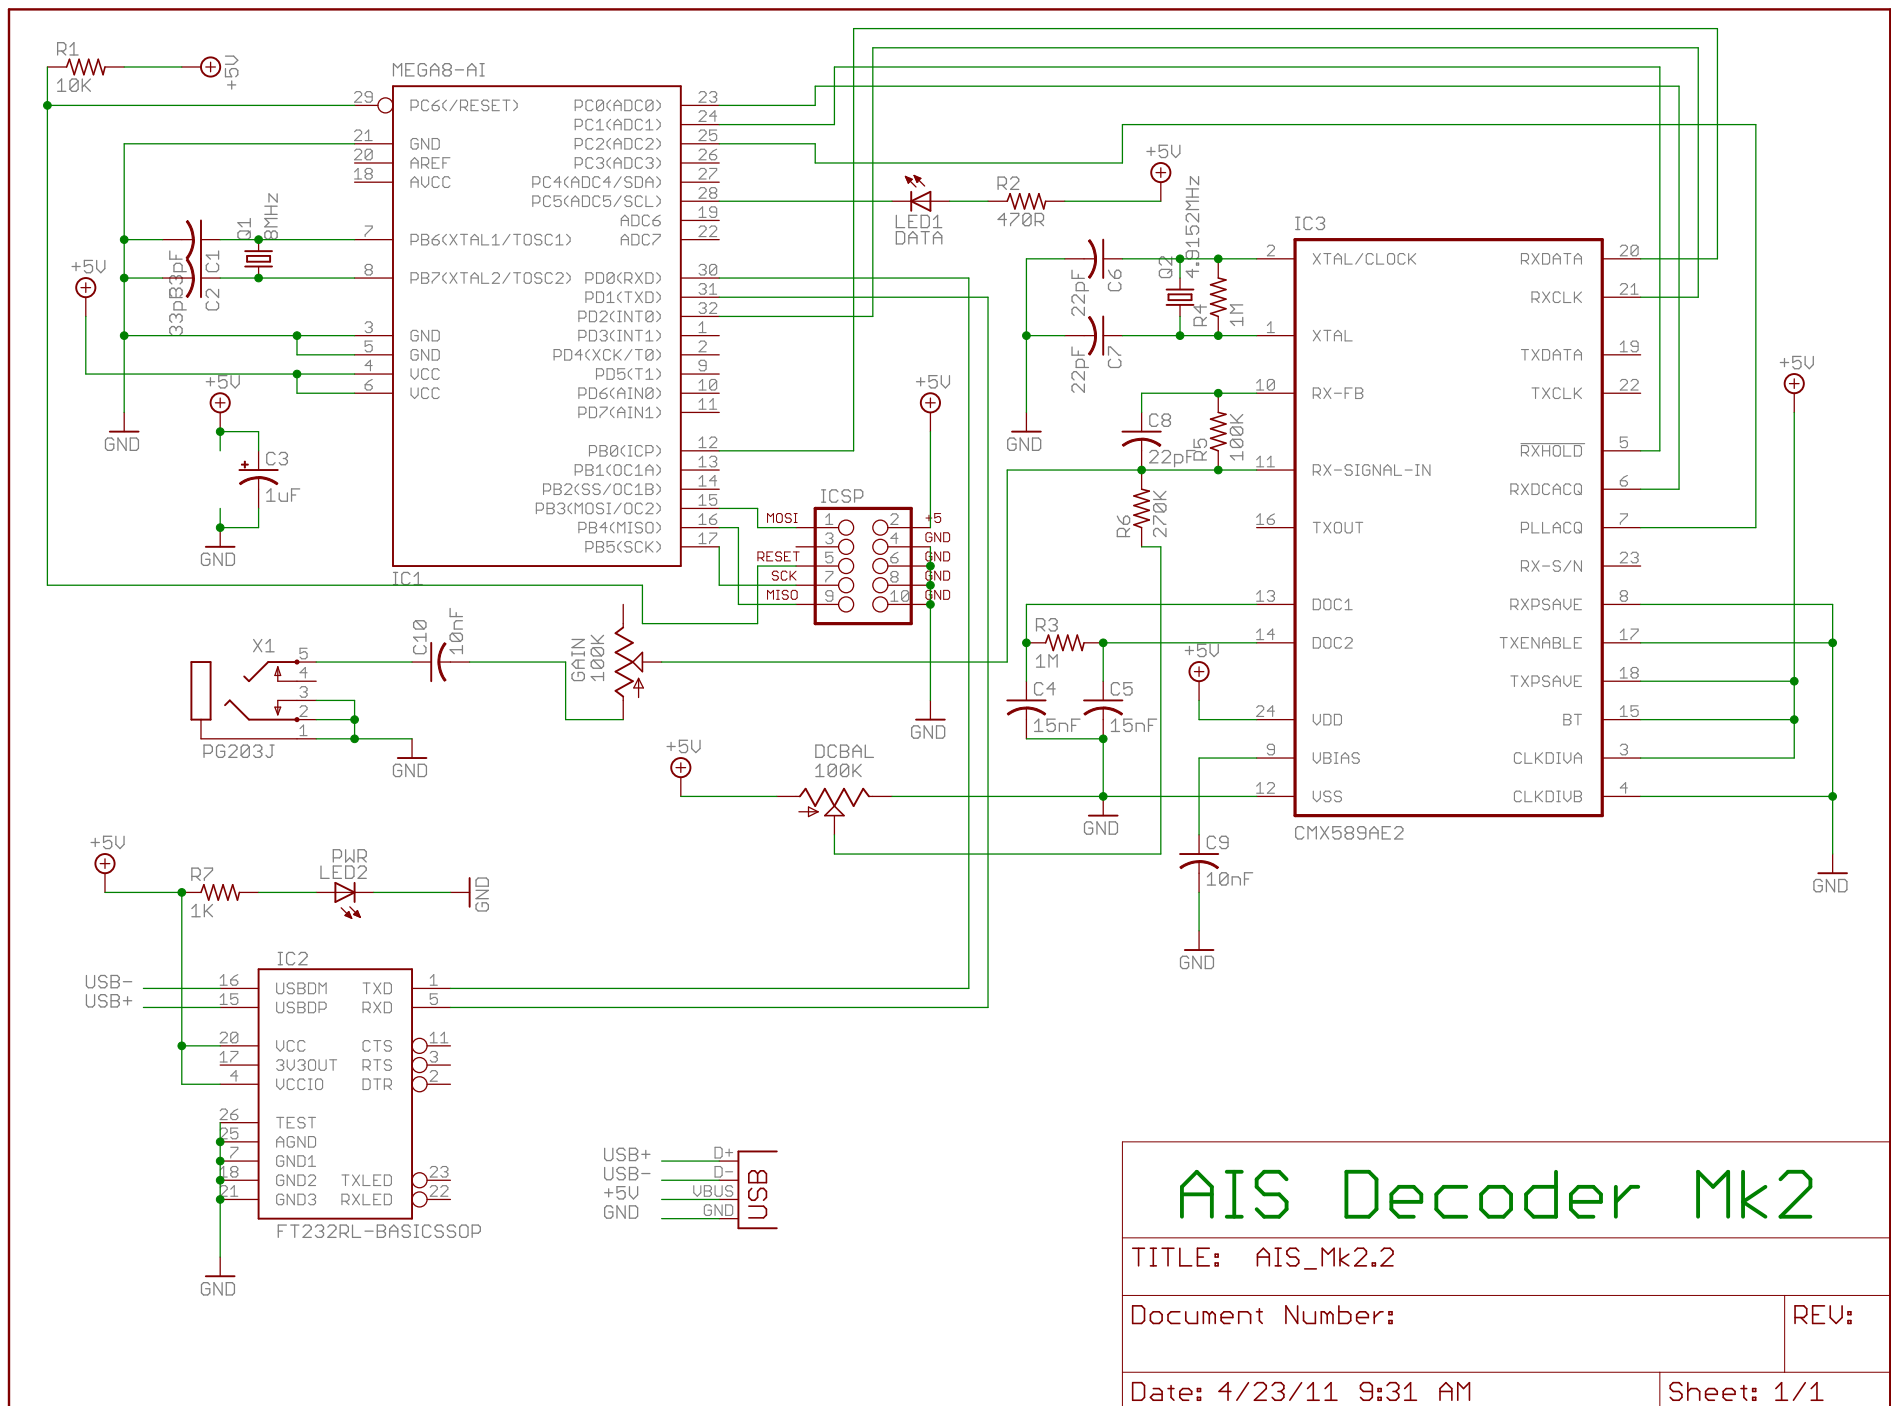 R1
10K
+5V
MEGA8-AI
29
PC6(/RESET)
21
GND
20
AREF
18
AVCC
7
PB6(XTAL1/TOSC1)
8
PB7(XTAL2/TOSC2)
3
GND
5
GND
4
VCC
6
VCC
PC0(ADC0)
23
PC1(ADC1)
24
PC2(ADC2)
25
PC3(ADC3)
26
PC4(ADC4/SDA)
27
PC5(ADC5/SCL)
28
ADC6
19
ADC7
22
PD0(RXD)
30
PD1(TXD)
31
PD2(INT0)
32
PD3(INT1)
1
PD4(XCK/T0)
2
PD5(T1)
9
PD6(AIN0)
10
PD7(AIN1)
11
PB0(ICP)
12
PB1(OC1A)
13
PB2(SS/OC1B)
14
PB3(MOSI/OC2)
15
PB4(MISO)
16
PB5(SCK)
17
IC1
Q1
8MHz
33pF
C1
33pF
C2
+5V
GND
+5V
C3
1uF
GND
LED1
DATA
R2
470R
+5V
+5V
ICSP
MOSI
1
2
+5
3
4
GND
RESET
5
6
GND
SCK
7
8
GND
MISO
9
10
GND
GND
X1
5
4
3
2
1
PG203J
GND
C10
10nF
GAIN
100K
+5V
DCBAL
100K
GND
IC3
2
XTAL/CLOCK
1
XTAL
10
RX-FB
11
RX-SIGNAL-IN
16
TXOUT
13
DOC1
14
DOC2
24
VDD
9
VBIAS
12
VSS
RXDATA
20
RXCLK
21
TXDATA
19
TXCLK
22
RXHOLD
5
RXDCACQ
6
PLLACQ
7
RX-S/N
23
RXPSAVE
8
TXENABLE
17
TXPSAVE
18
BT
15
CLKDIVA
3
CLKDIVB
4
CMX589AE2
22pF
C6
22pF
C7
Q2
4.9152MHz
R4
1M
GND
C8
22pF
R5
100K
R6
270K
R3
1M
C4
15nF
C5
15nF
+5V
C9
10nF
GND
+5V
GND
+5V
R7
1K
PWR
LED2
GND
IC2
USB-
16
USBDM
USB+
15
USBDP
20
VCC
17
3V3OUT
4
VCCIO
26
TEST
25
AGND
7
GND1
18
GND2
21
GND3
TXD
1
RXD
5
CTS
11
RTS
3
DTR
2
TXLED
23
RXLED
22
FT232RL-BASICSSOP
GND
USB+
D+
USB-
D-
+5V
VBUS
GND
GND
USB
AIS Decoder Mk2
TITLE: AIS_Mk2.2
Document Number:
REV:
Date: 4/23/11 9:31 AM
Sheet: 1/1